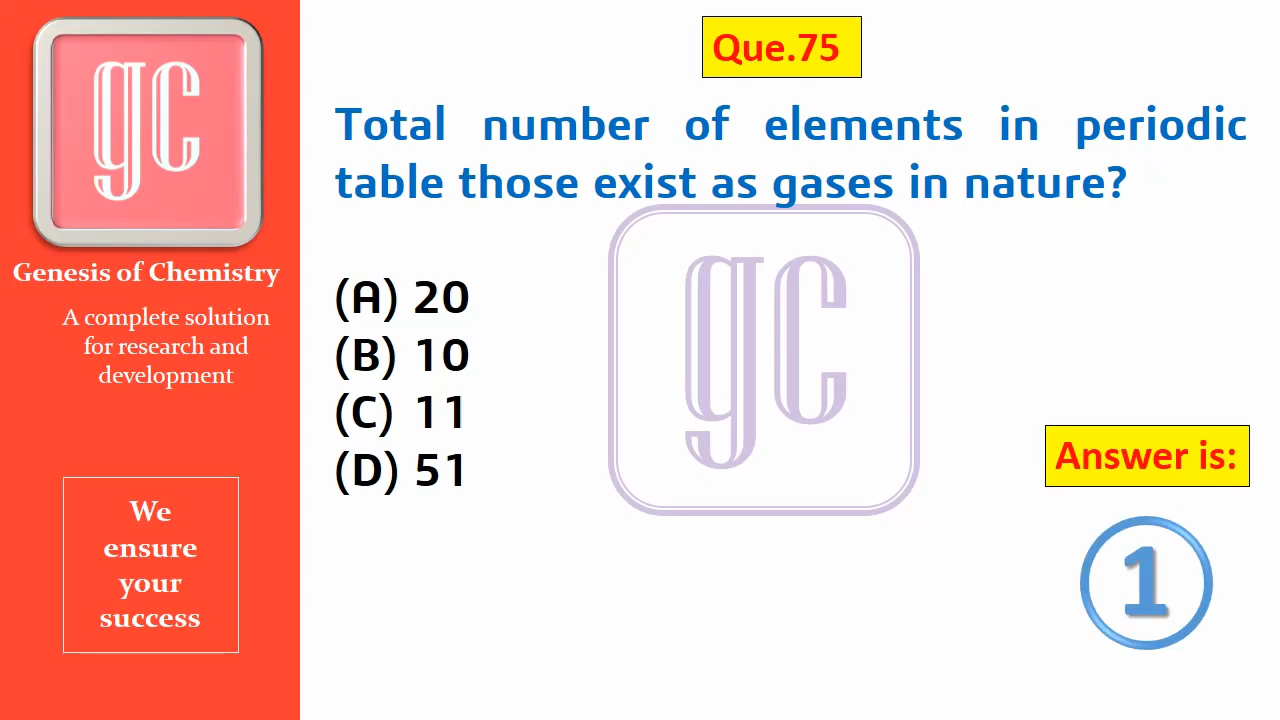 gc
Genesis of Chemistry
A complete solution
for research and
development
We
ensure
your
success
Que.75
Total number of elements in periodic
table those exist as gases in nature?
gc
(A) 20
(B) 10
(C) 11
(D) 51
Answer is:
1